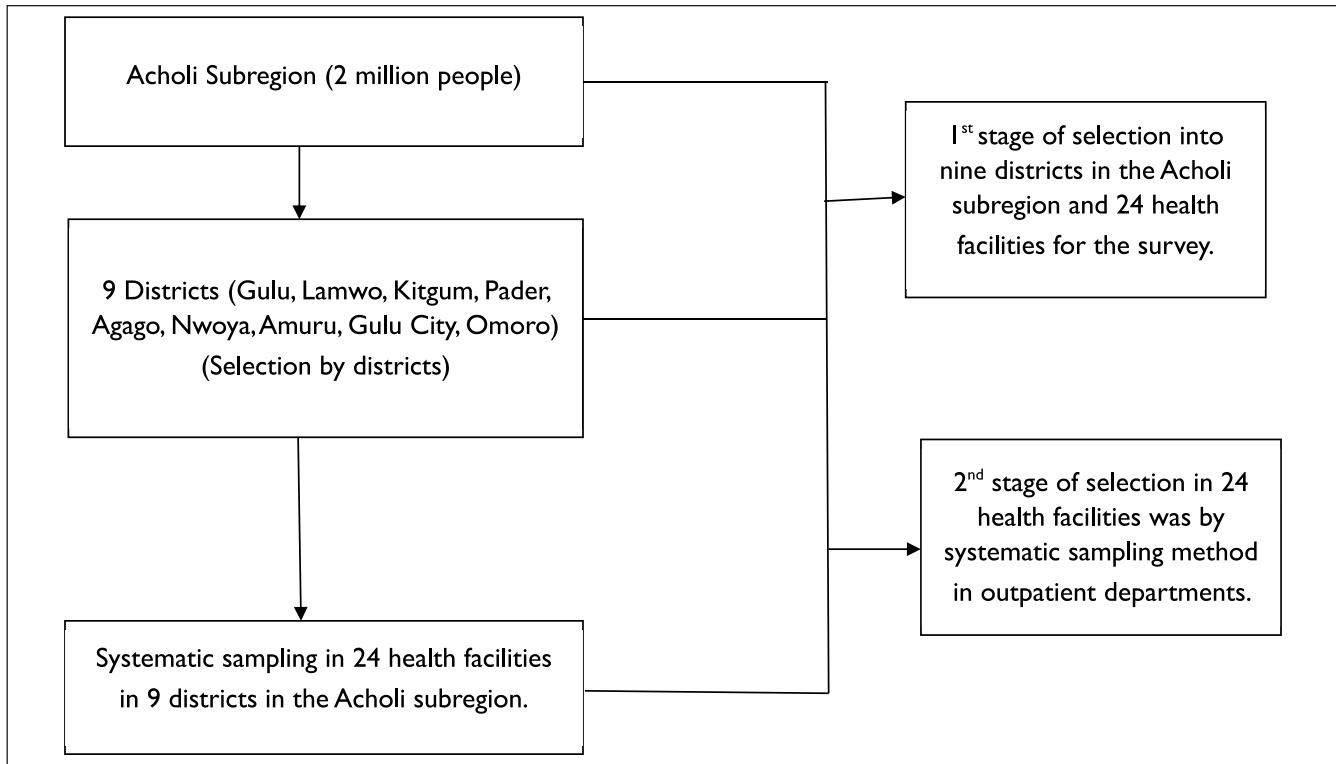 Acholi Subregion (2 million people)
9 Districts (Gulu, Lamwo, Kitgum, Pader,
Agago, Nwoya, Amuru, Gulu City, Omoro)
(Selection by districts)
Systematic sampling in 24 health facilities
in 9 districts in the Acholi subregion.
1st stage of selection into
nine districts in the Acholi
subregion and 24 health
facilities for the survey.
2nd stage of selection in 24
health facilities was by
systematic sampling method
in outpatient departments.